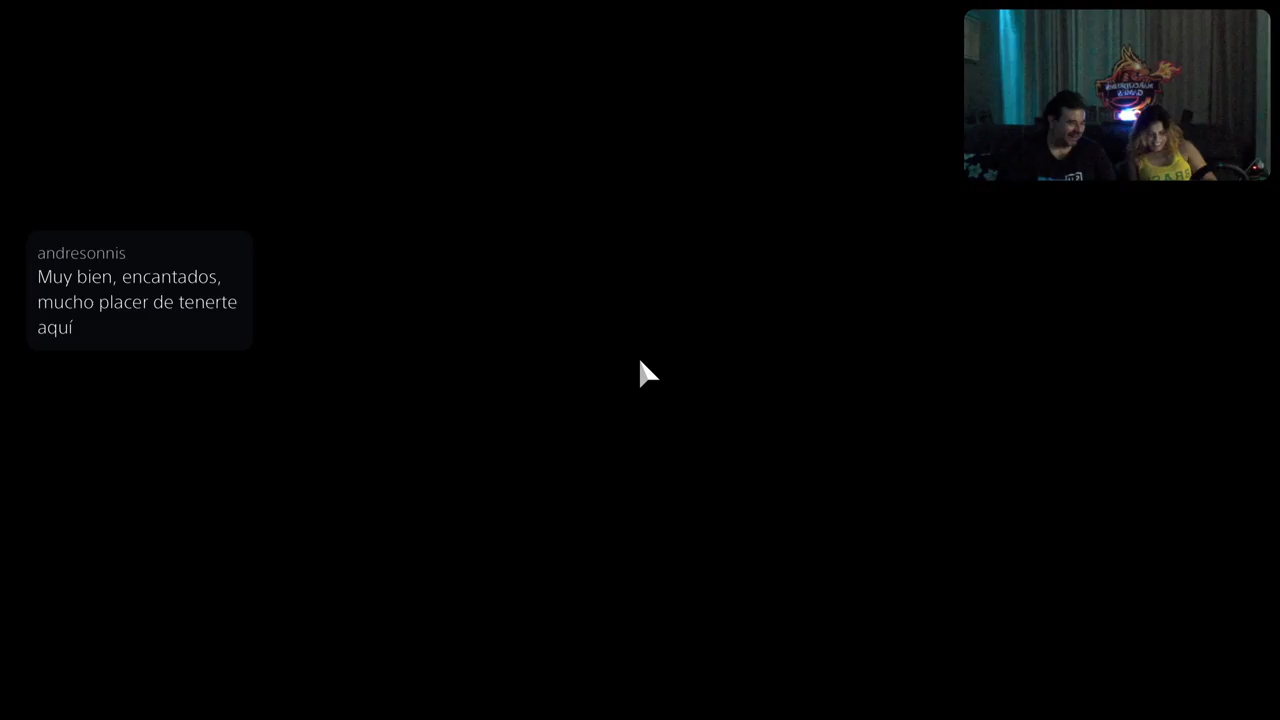 andresonnis
Muy bien, encantados,
mucho placer de tenerte
aquí